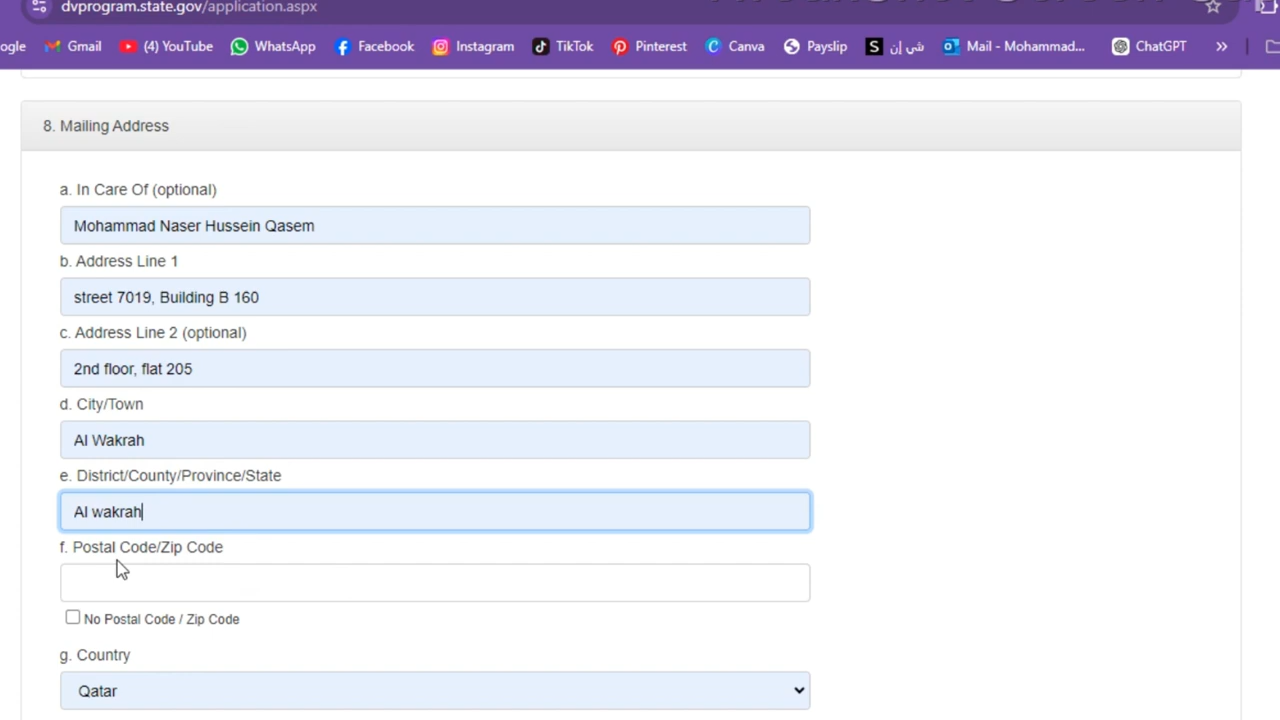 dvprogram.state.gov/application.aspx
ogle Gmail (4) YouTube WhatsApp Facebook Instagram TikTok Pinterest Canva Payslip شي إن Mail - Mohammad... ChatGPT »
8. Mailing Address
a. In Care Of (optional)
Mohammad Naser Hussein Qasem
b. Address Line 1
street 7019, Building B 160
c. Address Line 2 (optional)
2nd floor, flat 205
d. City/Town
Al Wakrah
e. District/County/Province/State
Al wakrah
f. Postal Code/Zip Code
No Postal Code / Zip Code
g. Country
Qatar